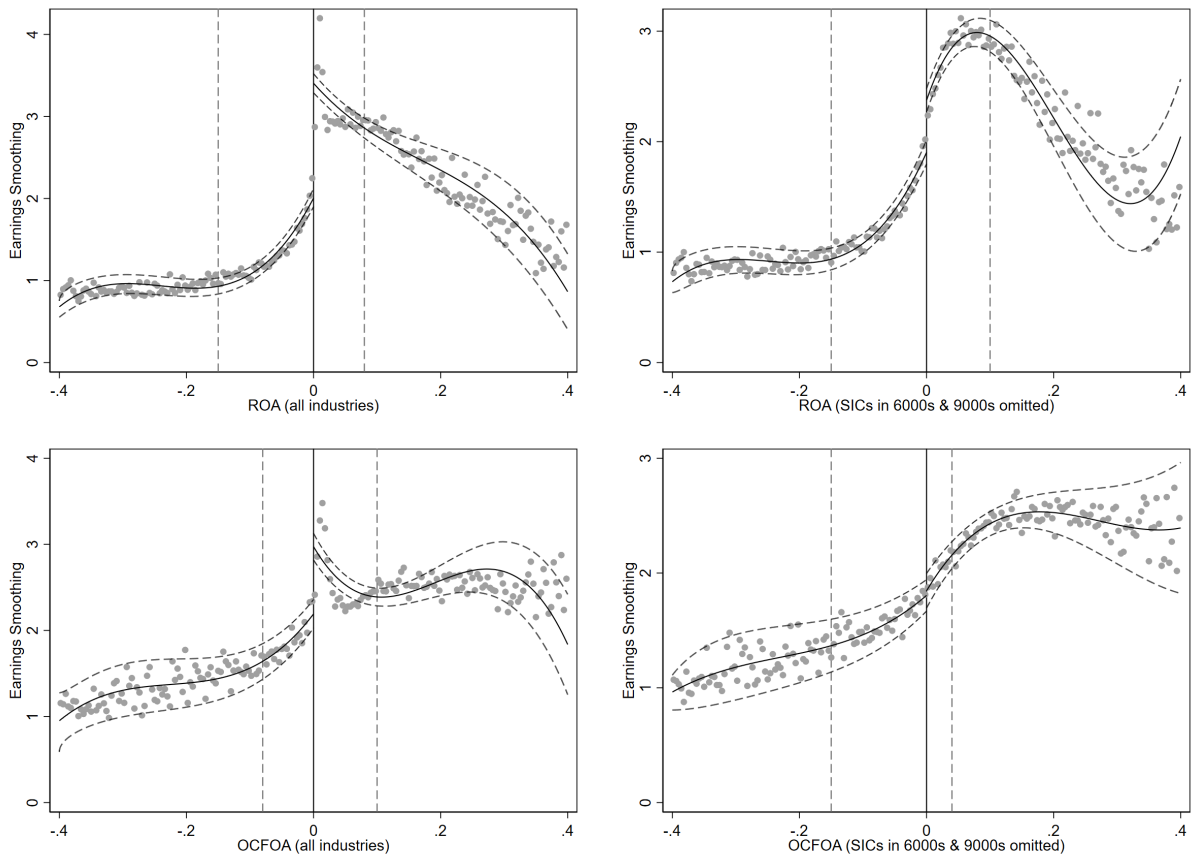 4
3
2
1
0
Earnings Smoothing
-.4 -.2 0 .2 .4
ROA (all industries)
3
2
1
0
Earnings Smoothing
-.4 -.2 0 .2 .4
ROA (SICs in 6000s & 9000s omitted)
4
3
2
1
0
Earnings Smoothing
-.4 -.2 0 .2 .4
OCFOA (all industries)
3
2
1
0
Earnings Smoothing
-.4 -.2 0 .2 .4
OCFOA (SICs in 6000s & 9000s omitted)